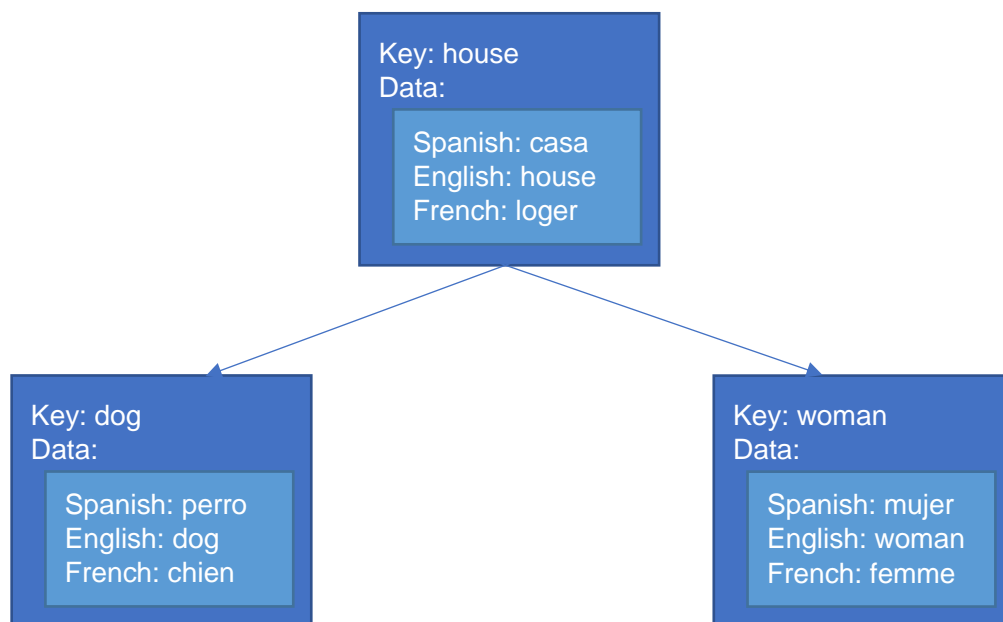 Key: house
Data:
Spanish: casa
English: house
French: loger
Key: dog
Data:
Spanish: perro
English: dog
French: chien
Key: woman
Data:
Spanish: mujer
English: woman
French: femme